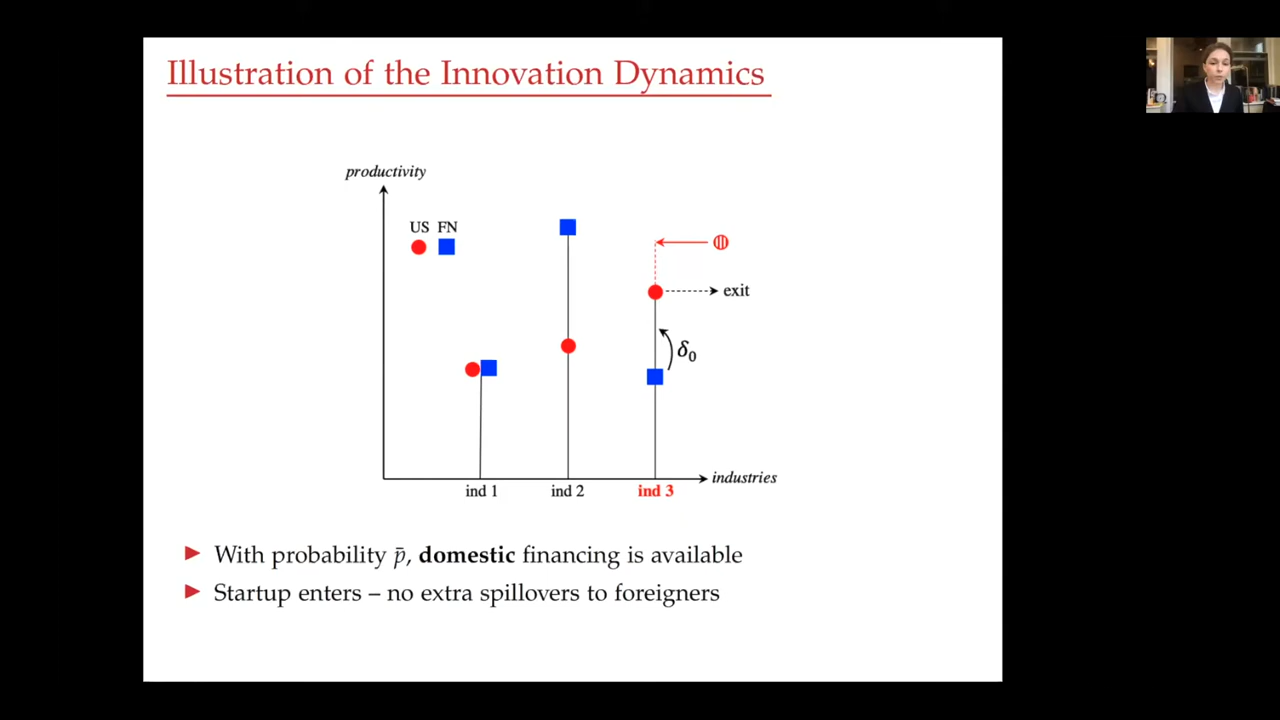 Illustration of the Innovation Dynamics
productivity
US FN
exit
δ₀
industries
ind 1 ind 2 ind 3
▶ With probability p̄, domestic financing is available
▶ Startup enters – no extra spillovers to foreigners